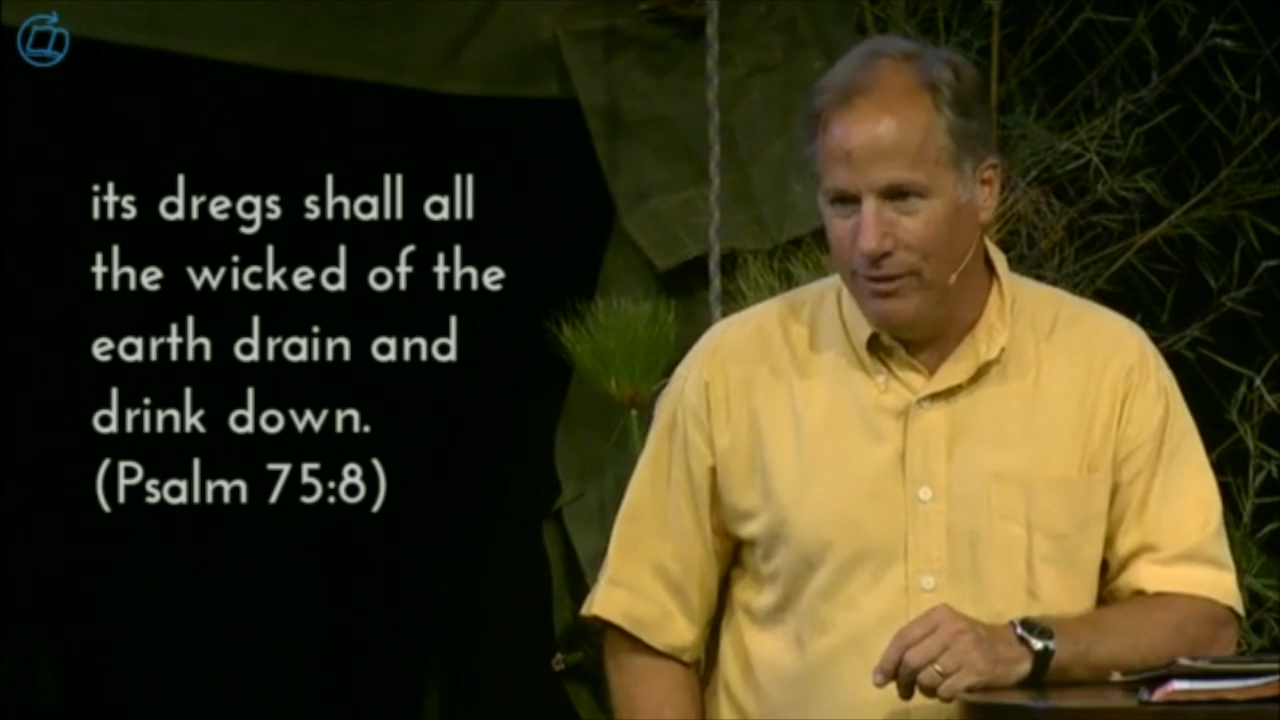 its dregs shall all
the wicked of the
earth drain and
drink down.
(Psalm 75:8)